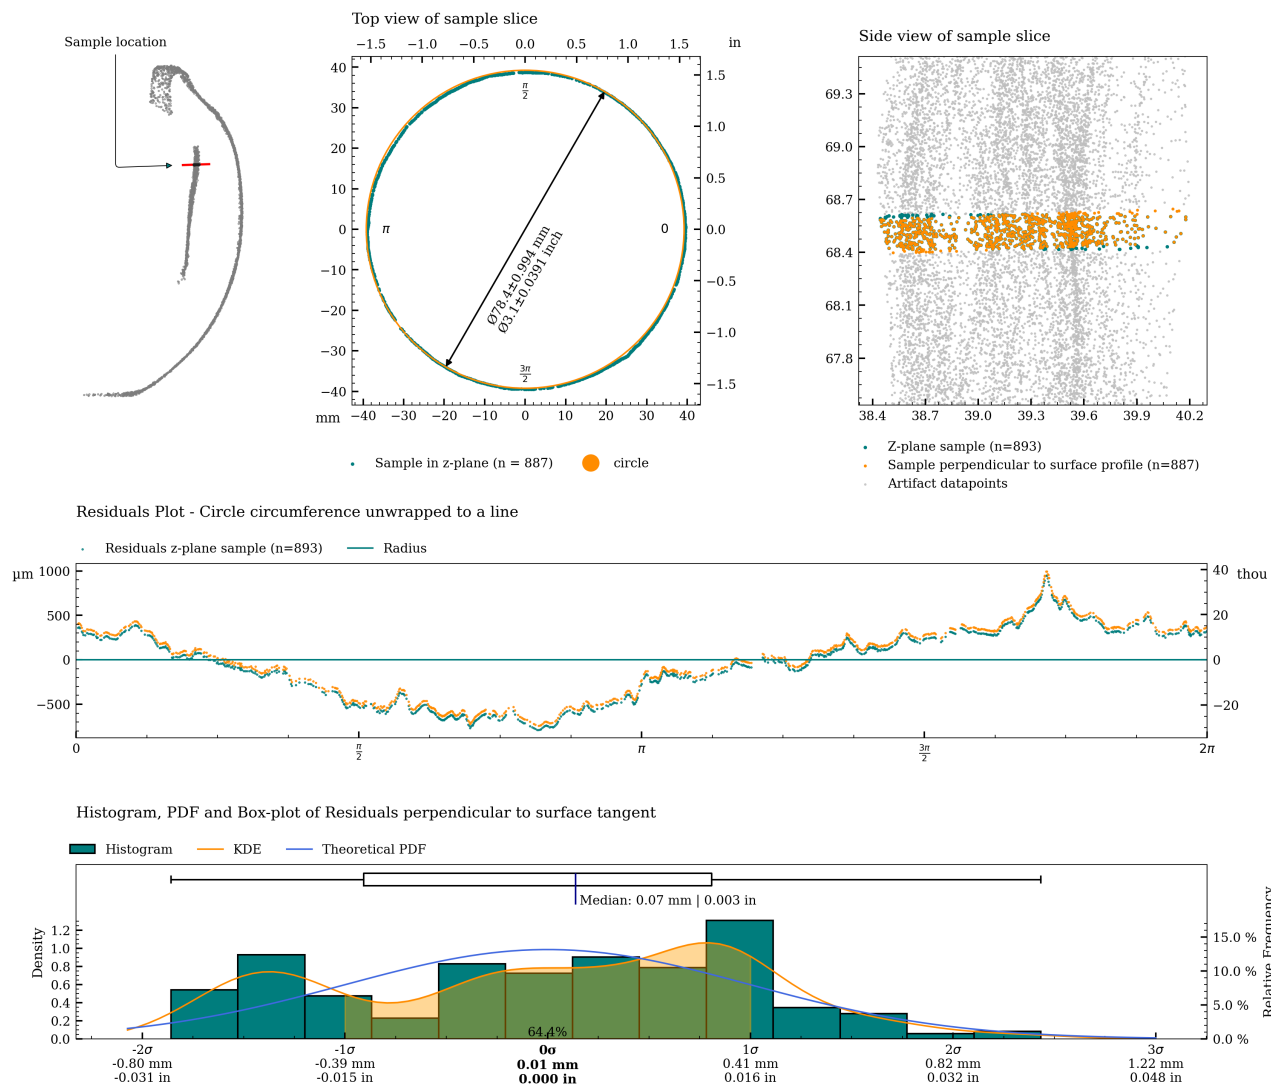 Sample location
Top view of sample slice
−1.5 −1.0 −0.5 0.0 0.5 1.0 1.5 in
40
30
20
10
0
−10
−20
−30
−40
mm
−40 −30 −20 −10 0 10 20 30 40
1.5
1.0
0.5
0.0
−0.5
−1.0
−1.5
π/2
π
0
3π/2
Ø78.4±0.994 mm
Ø3.1±0.0391 inch
Sample in z-plane (n = 887) circle
Side view of sample slice
69.3
69.0
68.7
68.4
68.1
67.8
38.4 38.7 39.0 39.3 39.6 39.9 40.2
Z-plane sample (n=893)
Sample perpendicular to surface profile (n=887)
Artifact datapoints
Residuals Plot - Circle circumference unwrapped to a line
Residuals z-plane sample (n=893) Radius
µm 1000
500
0
−500
40 thou
20
0
−20
0 π/2 π 3π/2 2π
Histogram, PDF and Box-plot of Residuals perpendicular to surface tangent
Histogram KDE Theoretical PDF
Median: 0.07 mm | 0.003 in
Density
1.2
1.0
0.8
0.6
0.4
0.2
0.0
64.4%
15.0 %
10.0 %
5.0 %
0.0 %
Relative Frequency
-2σ -1σ 0σ 1σ 2σ 3σ
-0.80 mm -0.39 mm 0.01 mm 0.41 mm 0.82 mm 1.22 mm
-0.031 in -0.015 in 0.000 in 0.016 in 0.032 in 0.048 in